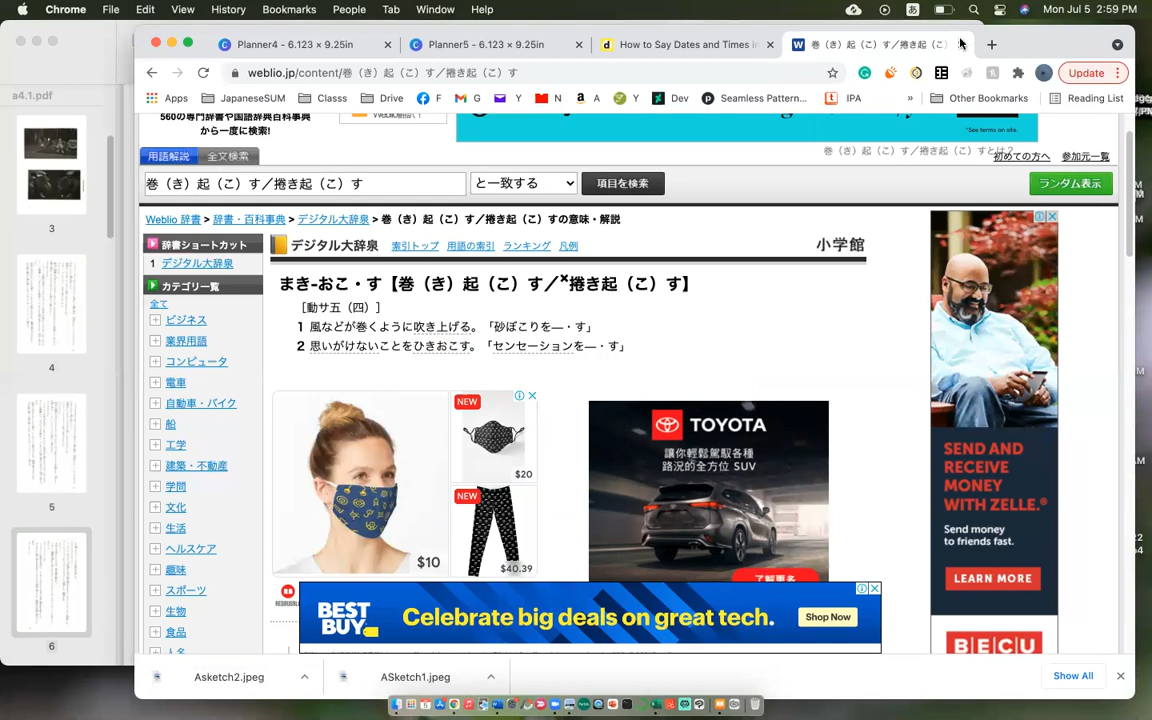 Chrome File Edit View History Bookmarks People Tab Window Help
あ
Mon Jul 5 2:59 PM
Planner4 - 6.123 × 9.25in
Planner5 - 6.123 × 9.25in
How to Say Dates and Times in
巻（き）起（こ）す／捲き起（こ
weblio.jp/content/巻（き）起（こ）す／捲き起（こ）す
Update
Apps JapaneseSUM Classs Drive F G Y N A Y Dev Seamless Pattern... IPA » Other Bookmarks Reading List
a4.1.pdf
3
4
5
6
560の専門辞書や国語辞典百科事典
から一度に検索!
*See terms on site.
巻（き）起（こ）す／捲き起（こ）すとは？
用語解説 全文検索
初めての方へ 参加元一覧
巻（き）起（こ）す／捲き起（こ）す
と一致する
項目を検索
ランダム表示
Weblio 辞書 > 辞書・百科事典 > デジタル大辞泉 > 巻（き）起（こ）す／捲き起（こ）すの意味・解説
辞書ショートカット
1 デジタル大辞泉
カテゴリ一覧
全て
ビジネス
業界用語
コンピュータ
電車
自動車・バイク
船
工学
建築・不動産
学問
文化
生活
ヘルスケア
趣味
スポーツ
生物
食品
人名
デジタル大辞泉 索引トップ 用語の索引 ランキング 凡例
小学館
まき‐おこ・す【巻（き）起（こ）す／×捲き起（こ）す】
［動サ五（四）］
1 風などが巻くように吹き上げる。「砂ぼこりを―・す」
2 思いがけないことをひきおこす。「センセーションを―・す」
NEW
$20
NEW
$40.39
$10
REDBUBBLE
TOYOTA
讓你輕鬆駕馭各種
路況的全方位 SUV
了解更多
SEND AND
RECEIVE
MONEY
WITH ZELLE.®
Send money
to friends fast.
LEARN MORE
BECU
BEST
BUY
Celebrate big deals on great tech.
Shop Now
Asketch2.jpeg
ASketch1.jpeg
Show All